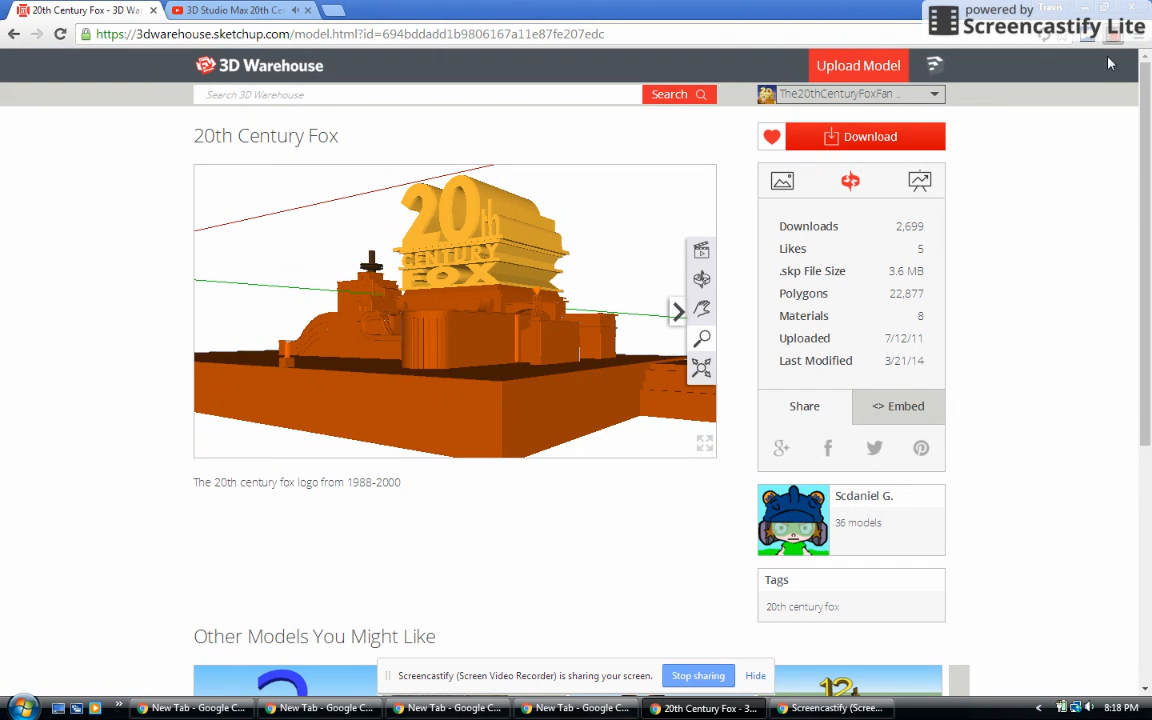 20th Century Fox - 3D Wa
3D Studio Max 20th Ce
Travis
powered by
Screencastify Lite
https://3dwarehouse.sketchup.com/model.html?id=694bddadd1b9806167a11e87fe207edc
3D Warehouse
Upload Model
Search 3D Warehouse
Search
The20thCenturyFoxFan ..
20th Century Fox
Download
20th
CENTURY
FOX
Downloads 2,699
Likes 5
.skp File Size 3.6 MB
Polygons 22,877
Materials 8
Uploaded 7/12/11
Last Modified 3/21/14
Share
<> Embed
The 20th century fox logo from 1988-2000
Scdaniel G.
36 models
Tags
20th century fox
Other Models You Might Like
Screencastify (Screen Video Recorder) is sharing your screen.
Stop sharing
Hide
New Tab - Google C...
New Tab - Google C...
New Tab - Google C...
New Tab - Google C...
20th Century Fox - 3...
Screencastify (Scree...
8:18 PM